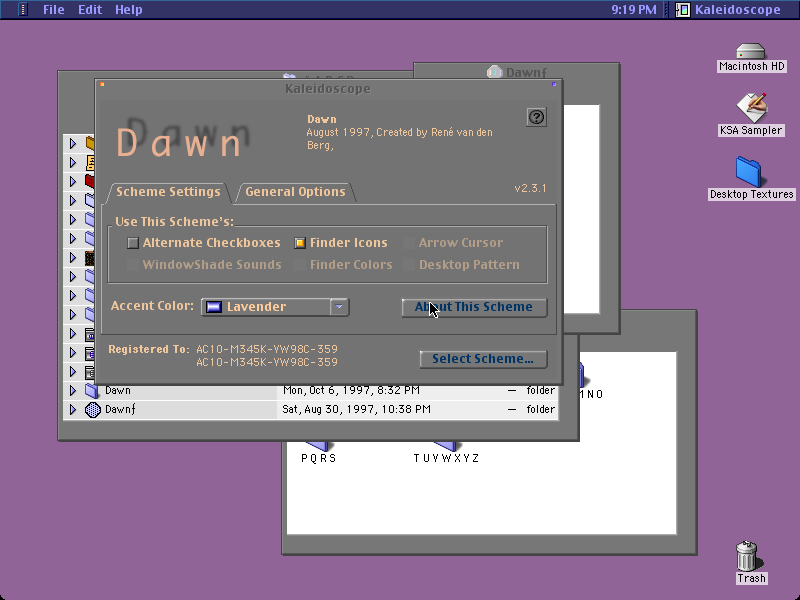 File Edit Help
9:19 PM
Kaleidoscope
Macintosh HD
KSA Sampler
Desktop Textures
Trash
Dawnƒ
Kaleidoscope
Dawn
Dawn
August 1997, Created by René van den
Berg,
v2.3.1
Scheme Settings
General Options
Use This Scheme's:
Alternate Checkboxes
Finder Icons
Arrow Cursor
WindowShade Sounds
Finder Colors
Desktop Pattern
Accent Color:
Lavender
About This Scheme
Registered To: AC10-M345K-YW98C-359
AC10-M345K-YW98C-359
Select Scheme...
Dawn Mon, Oct 6, 1997, 8:32 PM — folder
Dawnƒ Sat, Aug 30, 1997, 10:38 PM — folder
M N O
P Q R S
T U V W X Y Z